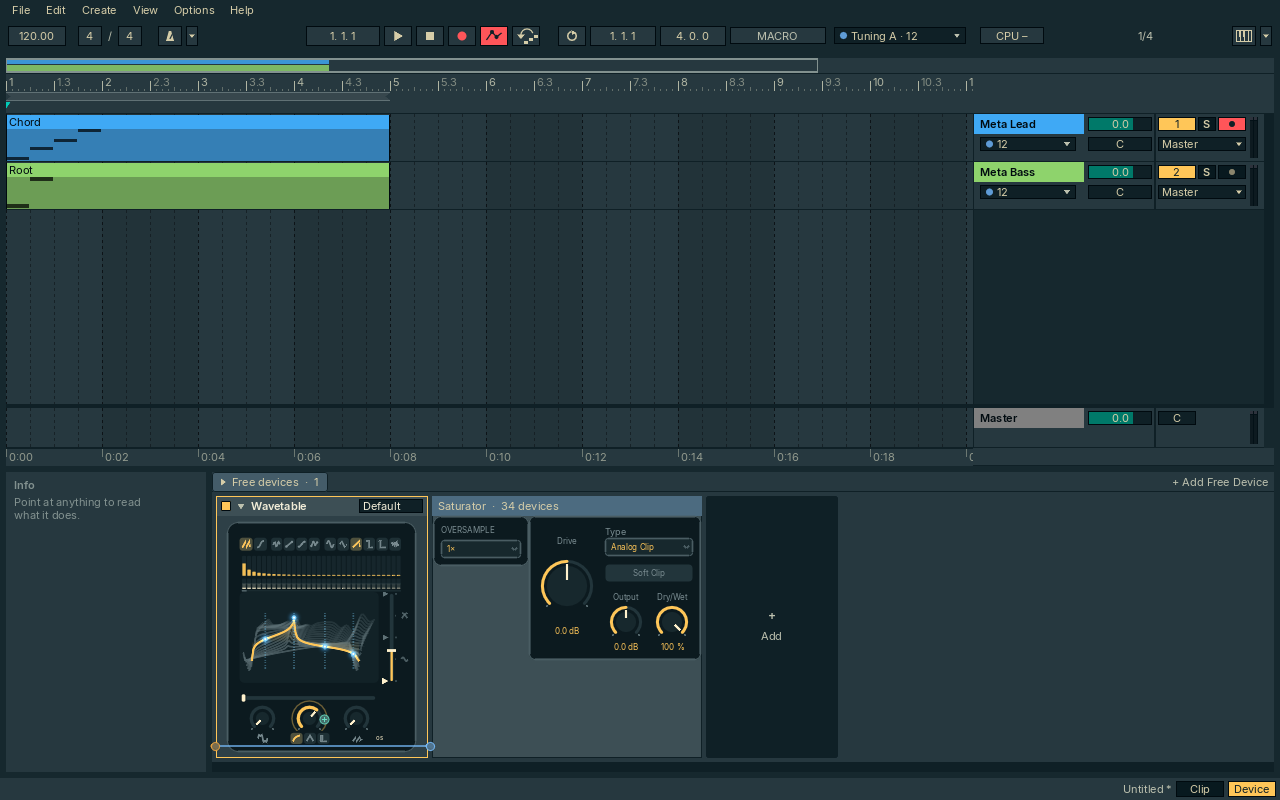 File Edit Create View Options Help
120.00 4 / 4 1. 1. 1 1. 1. 1 4. 0. 0 MACRO Tuning A · 12 CPU – 1/4
1 1.3 2 2.3 3 3.3 4 4.3 5 5.3 6 6.3 7 7.3 8 8.3 9 9.3 10 10.3 1
Chord
Meta Lead 0.0 1 S
12 C Master
Root
Meta Bass 0.0 2 S
12 C Master
Master 0.0 C
0:00 0:02 0:04 0:06 0:08 0:10 0:12 0:14 0:16 0:18
Info
Point at anything to read
what it does.
Free devices · 1
+ Add Free Device
Wavetable Default
Saturator · 34 devices
OVERSAMPLE
1×
Drive
0.0 dB
Type
Analog Clip
Soft Clip
Output Dry/Wet
0.0 dB 100 %
+
Add
Untitled * Clip Device